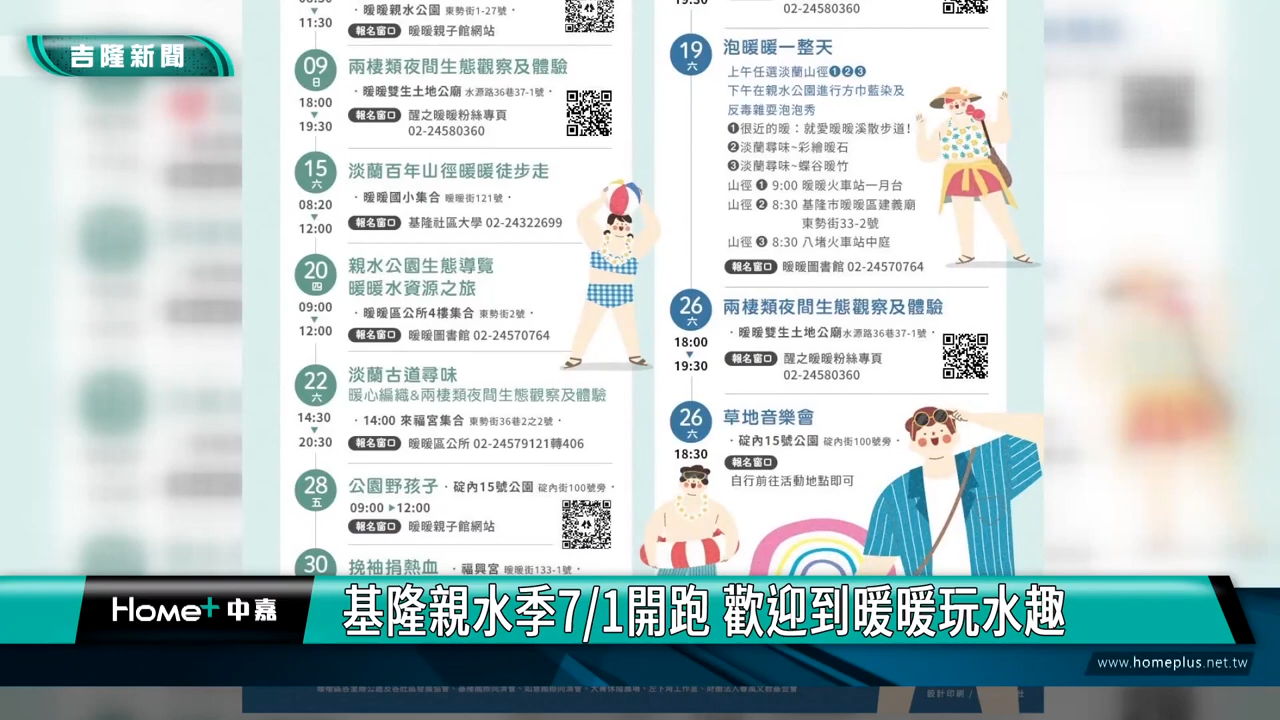 吉隆新聞
11:30
・暖暖親水公園 東勢街1-27號・
報名窗口 暖暖親子館網站
09 日
18:00
19:30
兩棲類夜間生態觀察及體驗
・暖暖雙生土地公廟 水源路36巷37-1號・
報名窗口 醒之暖暖粉絲專頁
02-24580360
15 六
08:20
12:00
淡蘭百年山徑暖暖徒步走
・暖暖國小集合 暖暖街121號・
報名窗口 基隆社區大學 02-24322699
20 四
09:00
12:00
親水公園生態導覽
暖暖水資源之旅
・暖暖區公所4樓集合 東勢街2號・
報名窗口 暖暖圖書館 02-24570764
22 六
14:30
20:30
淡蘭古道尋味
暖心編織&兩棲類夜間生態觀察及體驗
・14:00 來福宮集合 東勢街36巷2之2號・
報名窗口 暖暖區公所 02-24579121轉406
28 五
公園野孩子・碇內15號公園 碇內街100號旁・
09:00 ▶12:00
報名窗口 暖暖親子館網站
30
挽袖捐熱血 ・福興宮 暖暖街133-1號・
02-24580360
19 六
泡暖暖一整天
上午任選淡蘭山徑❶❷❸
下午在親水公園進行方巾藍染及
反毒雜耍泡泡秀
❶很近的暖：就愛暖暖溪散步道!
❷淡蘭尋味~彩繪暖石
❸淡蘭尋味~蝶谷暖竹
山徑 ❶ 9:00 暖暖火車站一月台
山徑 ❷ 8:30 基隆市暖暖區建義廟
東勢街33-2號
山徑 ❸ 8:30 八堵火車站中庭
報名窗口 暖暖圖書館 02-24570764
26 六
18:00
19:30
兩棲類夜間生態觀察及體驗
・暖暖雙生土地公廟 水源路36巷37-1號・
報名窗口 醒之暖暖粉絲專頁
02-24580360
26 六
18:30
草地音樂會
・碇內15號公園 碇內街100號旁・
報名窗口
自行前往活動地點即可
Home+ 中嘉
基隆親水季7/1開跑 歡迎到暖暖玩水趣
www.homeplus.net.tw